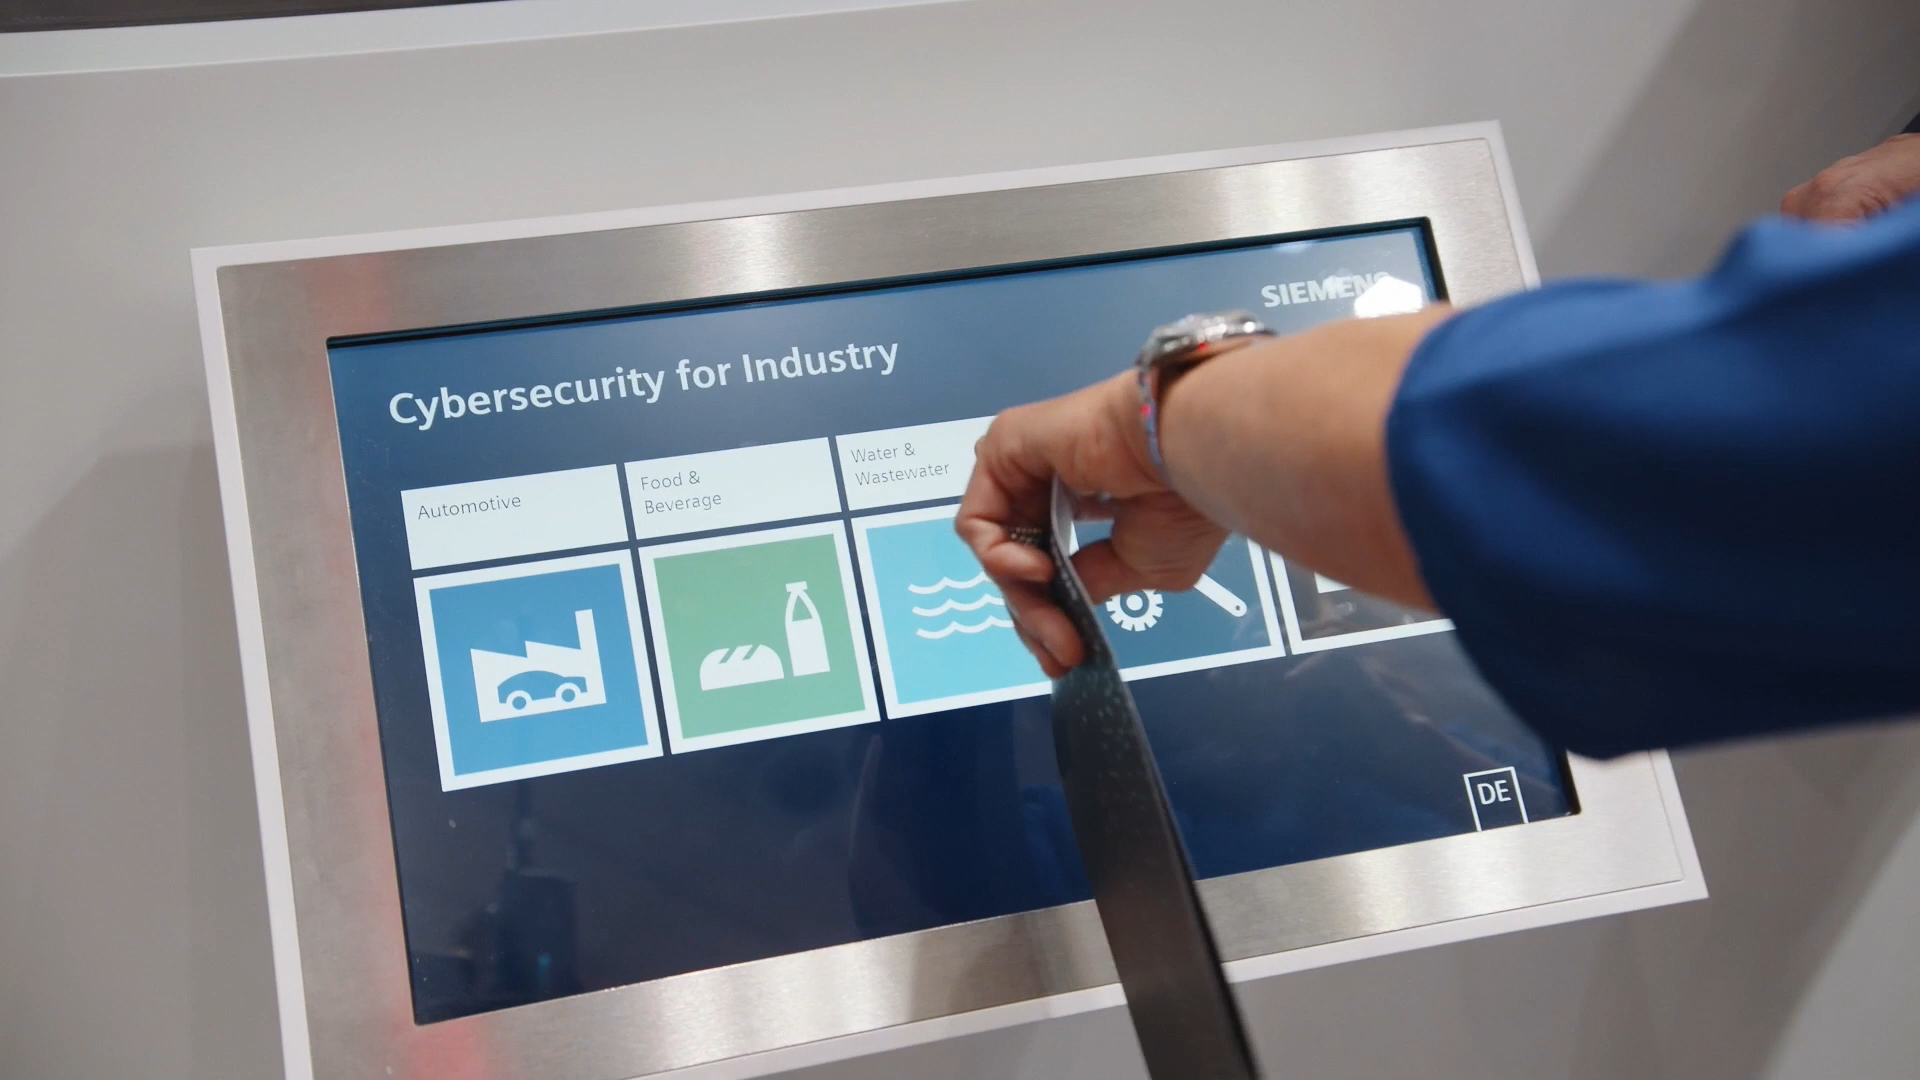 SIEMENS
Cybersecurity for Industry
Automotive
Food &
Beverage
Water &
Wastewater
DE